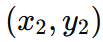 (x₂, y₂)